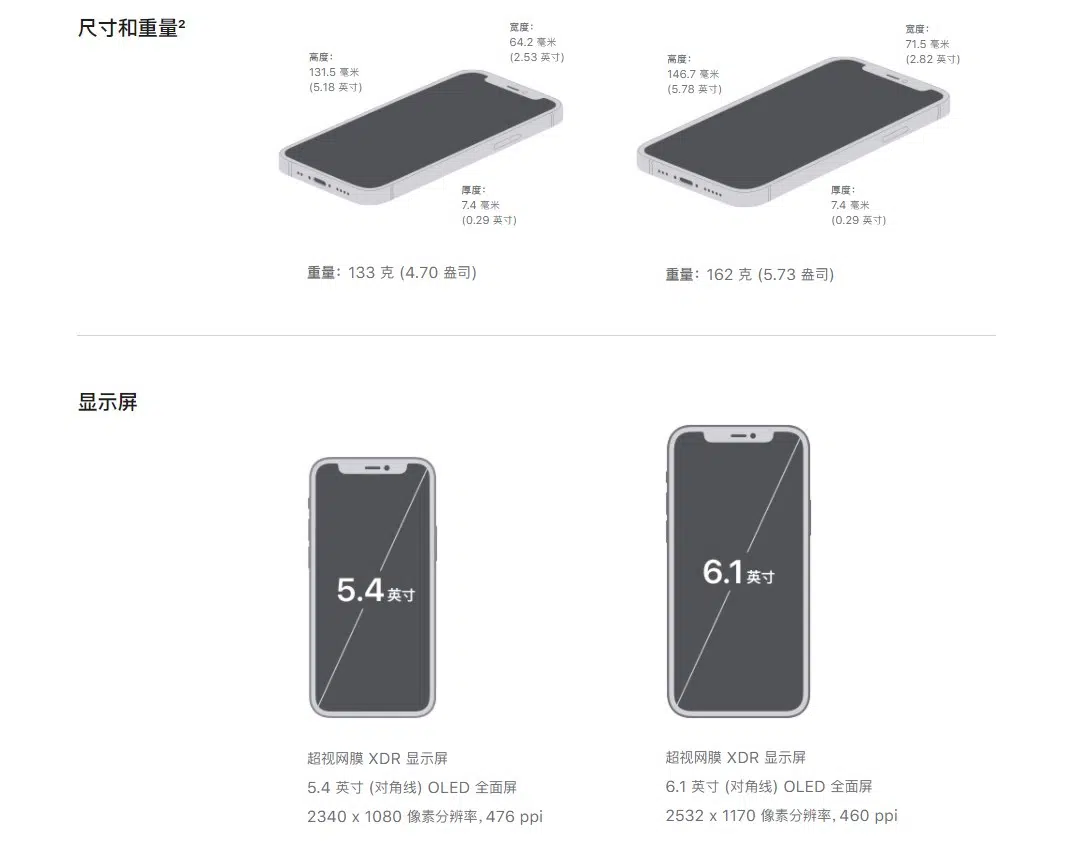 尺寸和重量²
高度：
131.5 毫米
(5.18 英寸)
宽度：
64.2 毫米
(2.53 英寸)
厚度：
7.4 毫米
(0.29 英寸)
重量：133 克 (4.70 盎司)
高度：
146.7 毫米
(5.78 英寸)
宽度：
71.5 毫米
(2.82 英寸)
厚度：
7.4 毫米
(0.29 英寸)
重量：162 克 (5.73 盎司)
显示屏
5.4 英寸
超视网膜 XDR 显示屏
5.4 英寸 (对角线) OLED 全面屏
2340 x 1080 像素分辨率, 476 ppi
6.1 英寸
超视网膜 XDR 显示屏
6.1 英寸 (对角线) OLED 全面屏
2532 x 1170 像素分辨率, 460 ppi